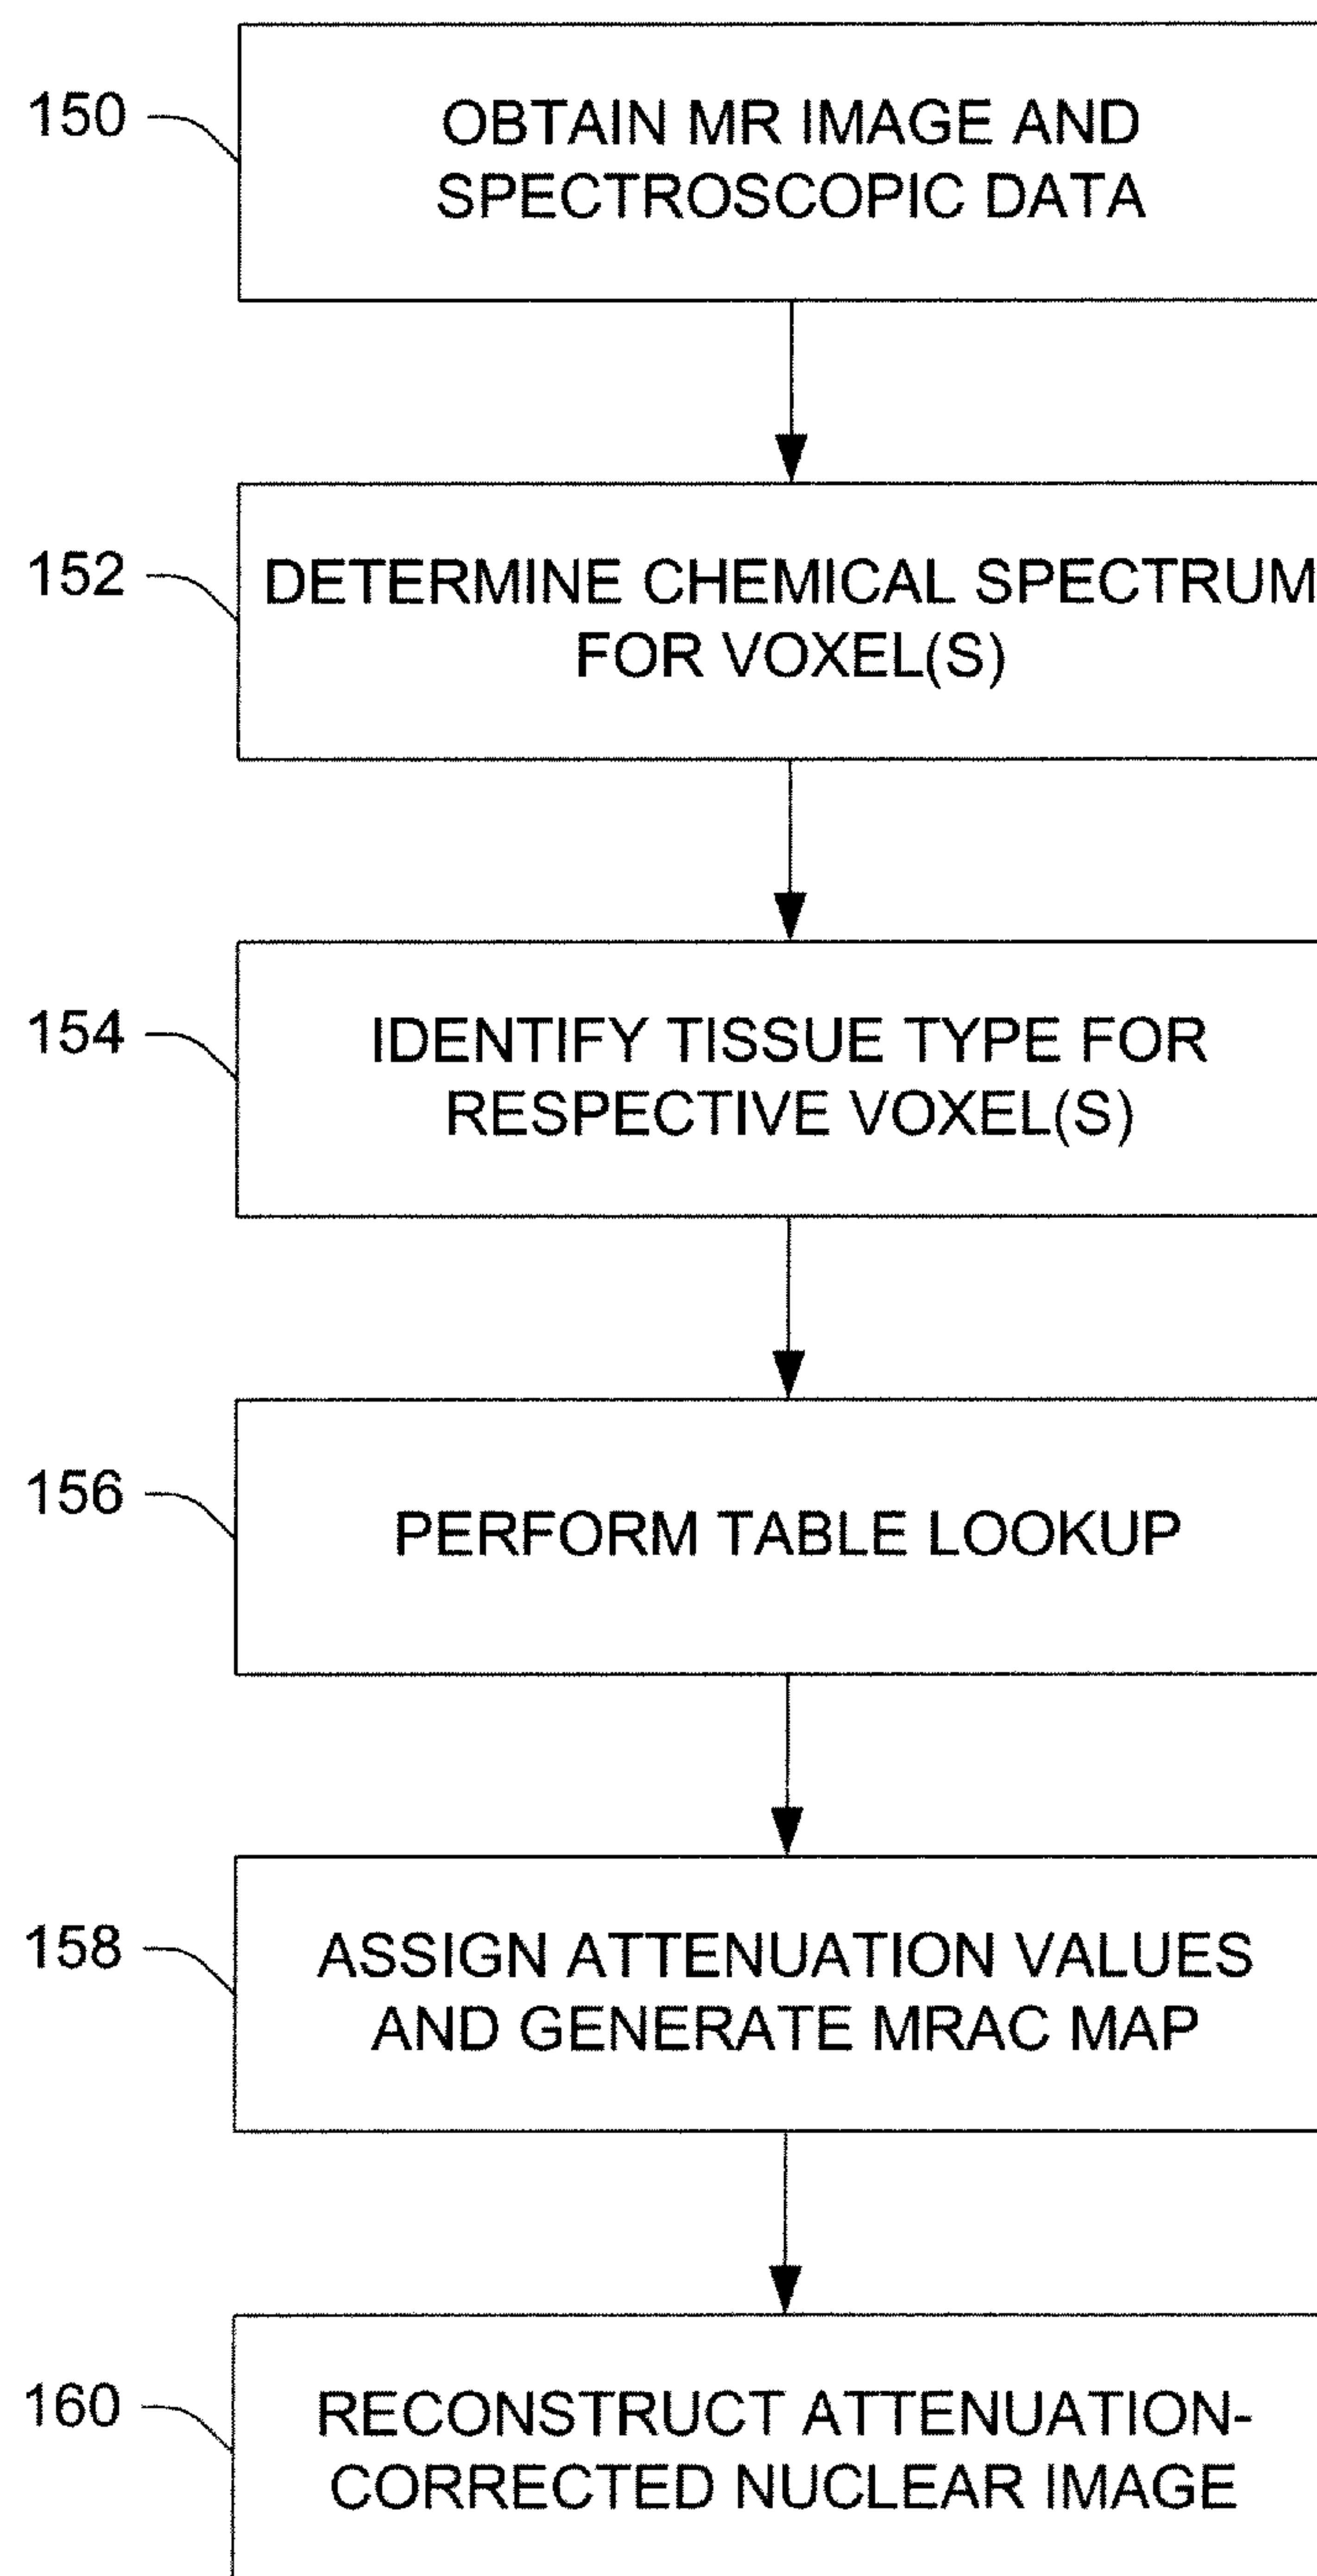 150
OBTAIN MR IMAGE AND
SPECTROSCOPIC DATA
152
DETERMINE CHEMICAL SPECTRUM
FOR VOXEL(S)
154
IDENTIFY TISSUE TYPE FOR
RESPECTIVE VOXEL(S)
156
PERFORM TABLE LOOKUP
158
ASSIGN ATTENUATION VALUES
AND GENERATE MRAC MAP
160
RECONSTRUCT ATTENUATION-
CORRECTED NUCLEAR IMAGE